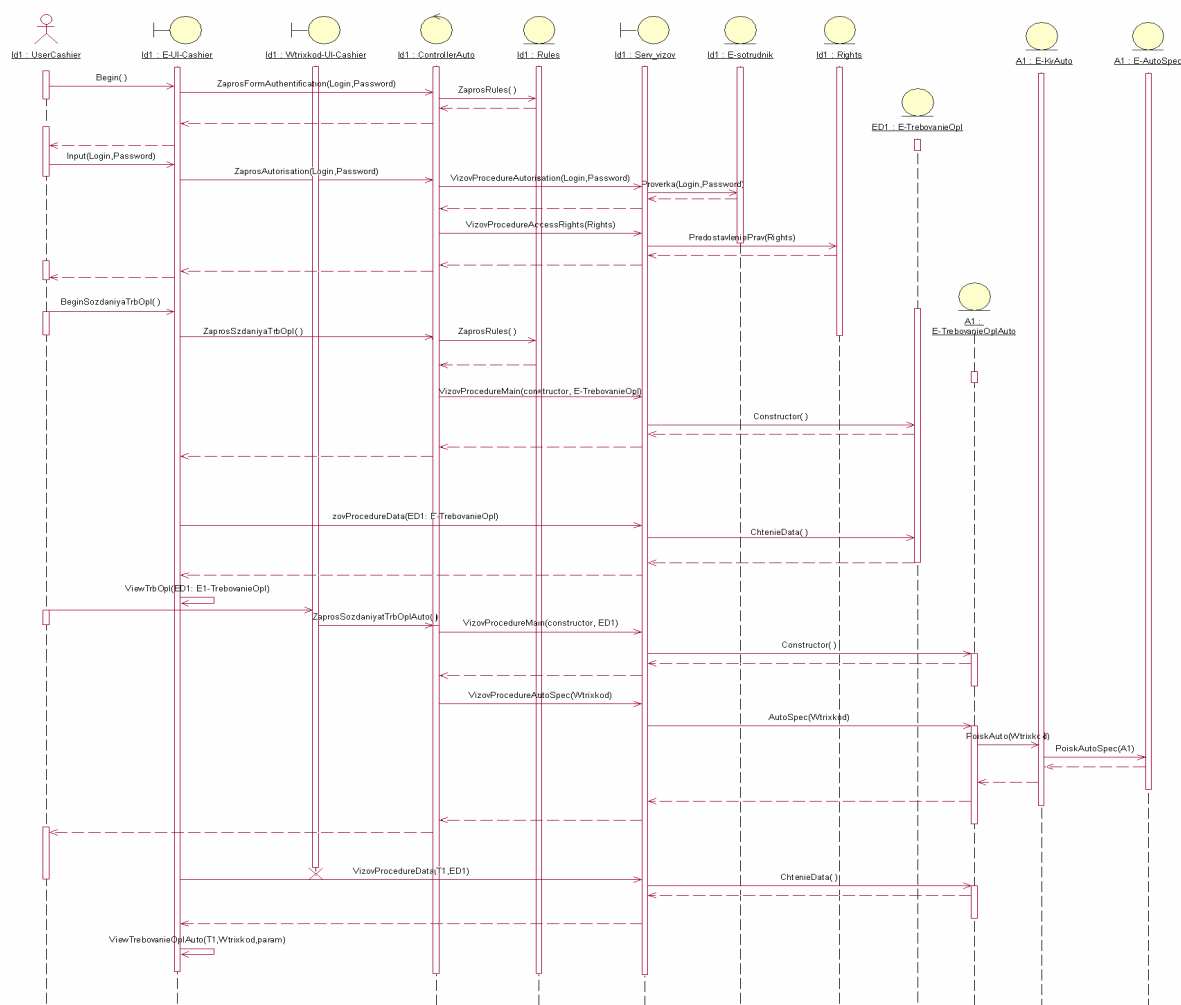 Id1 : UserCashier
Id1 : E-UI-Cashier
Id1 : Wtrixkod-UI-Cashier
Id1 : ControllerAuto
Id1 : Rules
Id1 : Serv_vizov
Id1 : E-sotrudnik
Id1 : Rights
A1 : E-KvAuto
A1 : E-AutoSpec
Begin( )
ZaprosFormAuthentification(Login,Password)
ZaprosRules( )
ED1 : E-TrebovanieOpl
Input(Login,Password)
ZaprosAutorisation(Login,Password)
VizovProcedureAutorisation(Login,Password)
Proverka(Login,Password)
VizovProcedureAccessRights(Rights)
PredostavleniePrav(Rights)
BeginSozdaniyaTrbOpl( )
A1 :
E-TrebovanieOplAuto
ZaprosSzdaniyaTrbOpl( )
ZaprosRules( )
VizovProcedureMain(constructor, E-TrebovanieOpl)
Constructor( )
zovProcedureData(ED1: E-TrebovanieOpl)
ChtenieData( )
ViewTrbOpl(ED1: E1-TrebovanieOpl)
ZaprosSozdaniyatTrbOplAuto( )
VizovProcedureMain(constructor, ED1)
Constructor( )
VizovProcedureAutoSpec(Wtrixkod)
AutoSpec(Wtrixkod)
PoiskAuto(Wtrixkod)
PoiskAutoSpec(A1)
VizovProcedureData(T1,ED1)
ChtenieData( )
ViewTrebovanieOplAuto(T1,Wtrixkod,param)